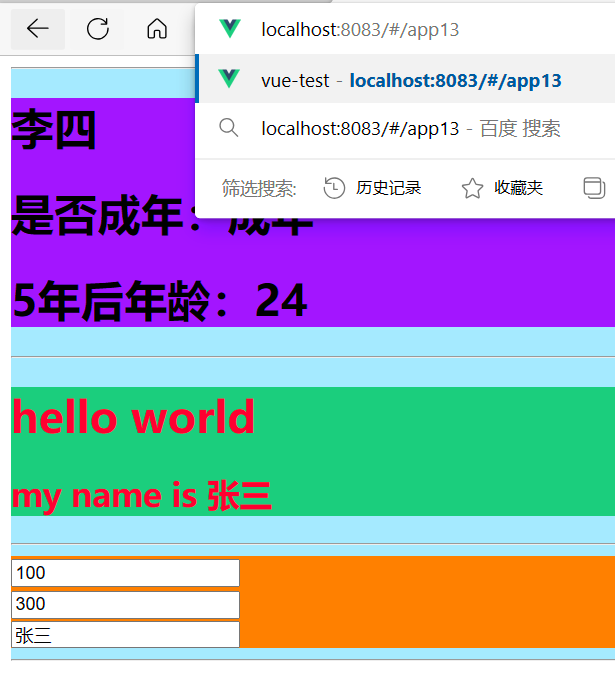 localhost:8083/#/app13
vue-test - localhost:8083/#/app13
localhost:8083/#/app13 - 百度 搜索
筛选搜索: 历史记录 收藏夹
李四
是否成年：成年
5年后年龄：24
hello world
my name is 张三
100
300
张三